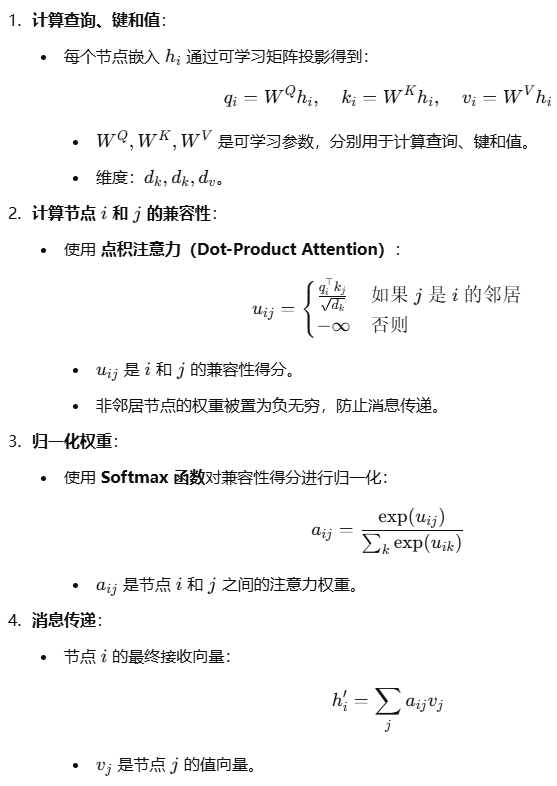 1. 计算查询、键和值：
• 每个节点嵌入 h_i 通过可学习矩阵投影得到：
q_i = W^Q h_i, k_i = W^K h_i, v_i = W^V h_i
• W^Q, W^K, W^V 是可学习参数，分别用于计算查询、键和值。
• 维度：d_k, d_k, d_v。
2. 计算节点 i 和 j 的兼容性：
• 使用 点积注意力（Dot-Product Attention）：
u_{ij} = \begin{cases} \frac{q_i^\top k_j}{\sqrt{d_k}} & 如果 j 是 i 的邻居 \\ -\infty & 否则 \end{cases}
• u_{ij} 是 i 和 j 的兼容性得分。
• 非邻居节点的权重被置为负无穷，防止消息传递。
3. 归一化权重：
• 使用 Softmax 函数对兼容性得分进行归一化：
a_{ij} = \frac{\exp(u_{ij})}{\sum_k \exp(u_{ik})}
• a_{ij} 是节点 i 和 j 之间的注意力权重。
4. 消息传递：
• 节点 i 的最终接收向量：
h'_i = \sum_j a_{ij} v_j
• v_j 是节点 j 的值向量。